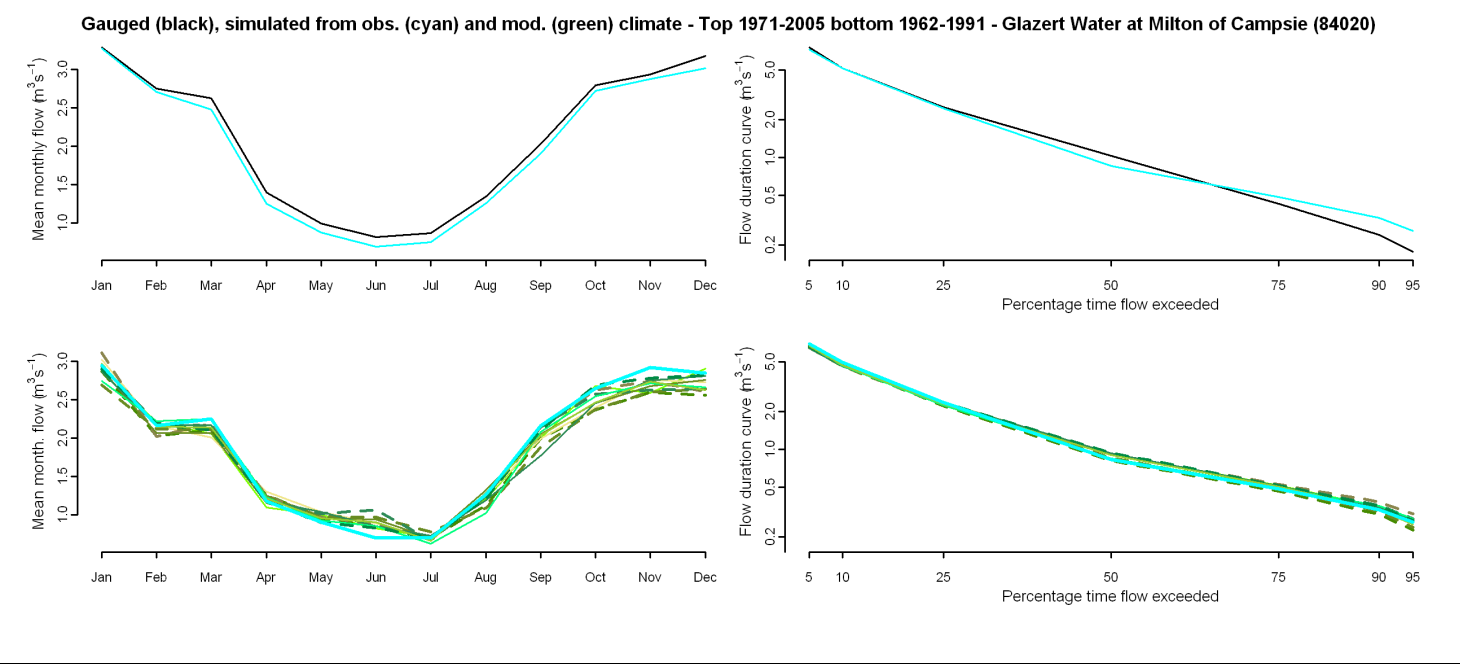 Gauged (black), simulated from obs. (cyan) and mod. (green) climate - Top 1971-2005 bottom 1962-1991 - Glazert Water at Milton of Campsie (84020)
Mean monthly flow (m³s⁻¹)
3.0
2.5
2.0
1.5
1.0
Jan Feb Mar Apr May Jun Jul Aug Sep Oct Nov Dec
Flow duration curve (m³s⁻¹)
5.0
2.0
1.0
0.5
0.2
5 10 25 50 75 90 95
Percentage time flow exceeded
Mean month. flow (m³s⁻¹)
3.0
2.5
2.0
1.5
1.0
Jan Feb Mar Apr May Jun Jul Aug Sep Oct Nov Dec
Flow duration curve (m³s⁻¹)
5.0
2.0
1.0
0.5
0.2
5 10 25 50 75 90 95
Percentage time flow exceeded